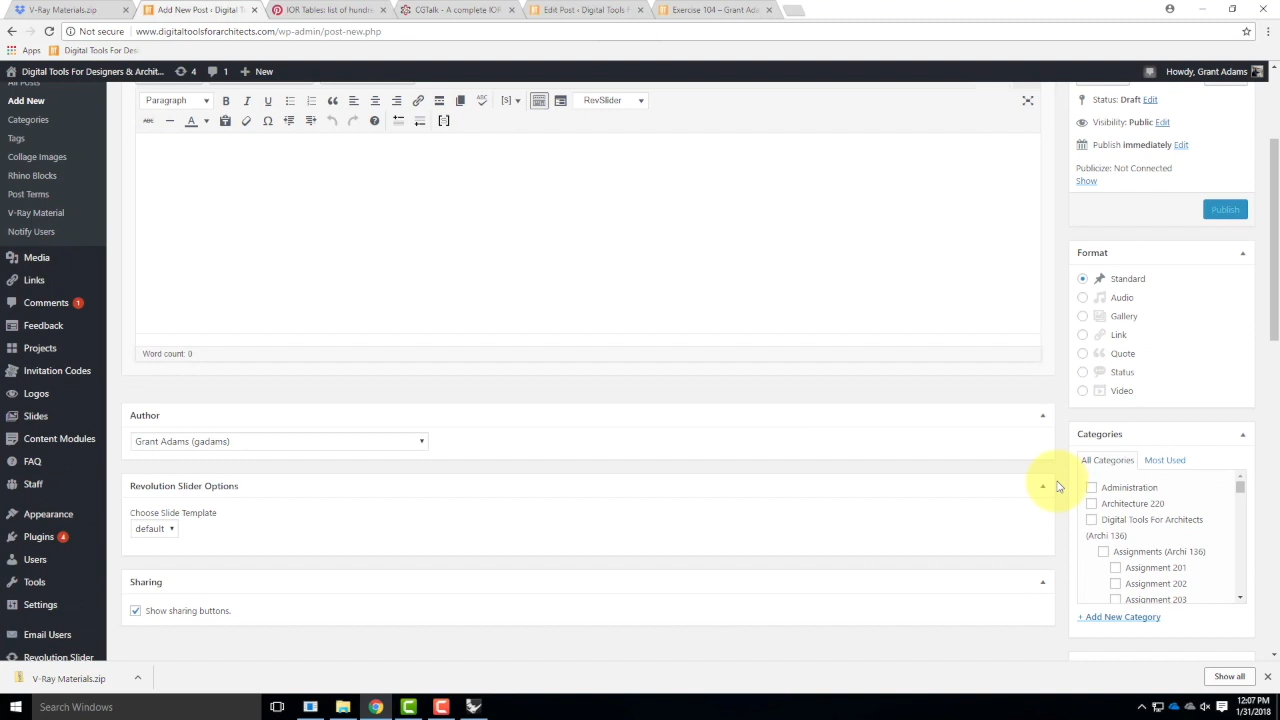 V-Ray Materials.zip
Add New Post ‹ Digital T
IOR Tables: list of hundre
CGTalk - A complete IOR
Edit Post ‹ Digital Tools F
Exercise 104 – Grant Ada
Not secure
www.digitaltoolsforarchitects.com/wp-admin/post-new.php
Apps
Digital Tools For Des
Digital Tools For Designers & Archit...
4
1
New
Howdy, Grant Adams
All Posts
Add New
Categories
Tags
Collage Images
Rhino Blocks
Post Terms
V-Ray Material
Notify Users
Media
Links
Comments 1
Feedback
Projects
Invitation Codes
Logos
Slides
Content Modules
FAQ
Staff
Appearance
Plugins 4
Users
Tools
Settings
Email Users
Revolution Slider
Paragraph
B
I
U
ABC
[S]
RevSlider
ABC
A
Word count: 0
Author
Grant Adams (gadams)
Revolution Slider Options
Choose Slide Template
default
Sharing
Show sharing buttons.
Status: Draft Edit
Visibility: Public Edit
Publish immediately Edit
Publicize: Not Connected
Show
Publish
Format
Standard
Audio
Gallery
Link
Quote
Status
Video
Categories
All Categories
Most Used
Administration
Architecture 220
Digital Tools For Architects
(Archi 136)
Assignments (Archi 136)
Assignment 201
Assignment 202
Assignment 203
+ Add New Category
V-Ray Materials.zip
Show all
Search Windows
12:07 PM
1/31/2018